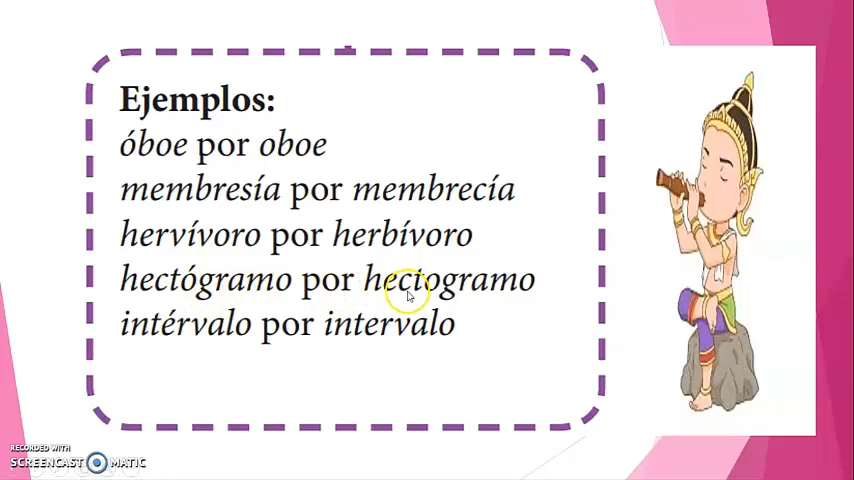 Ejemplos:
óboe por oboe
membresía por membrecía
hervívoro por herbívoro
hectógramo por hectogramo
intérvalo por intervalo
RECORDED WITH
SCREENCAST MATIC